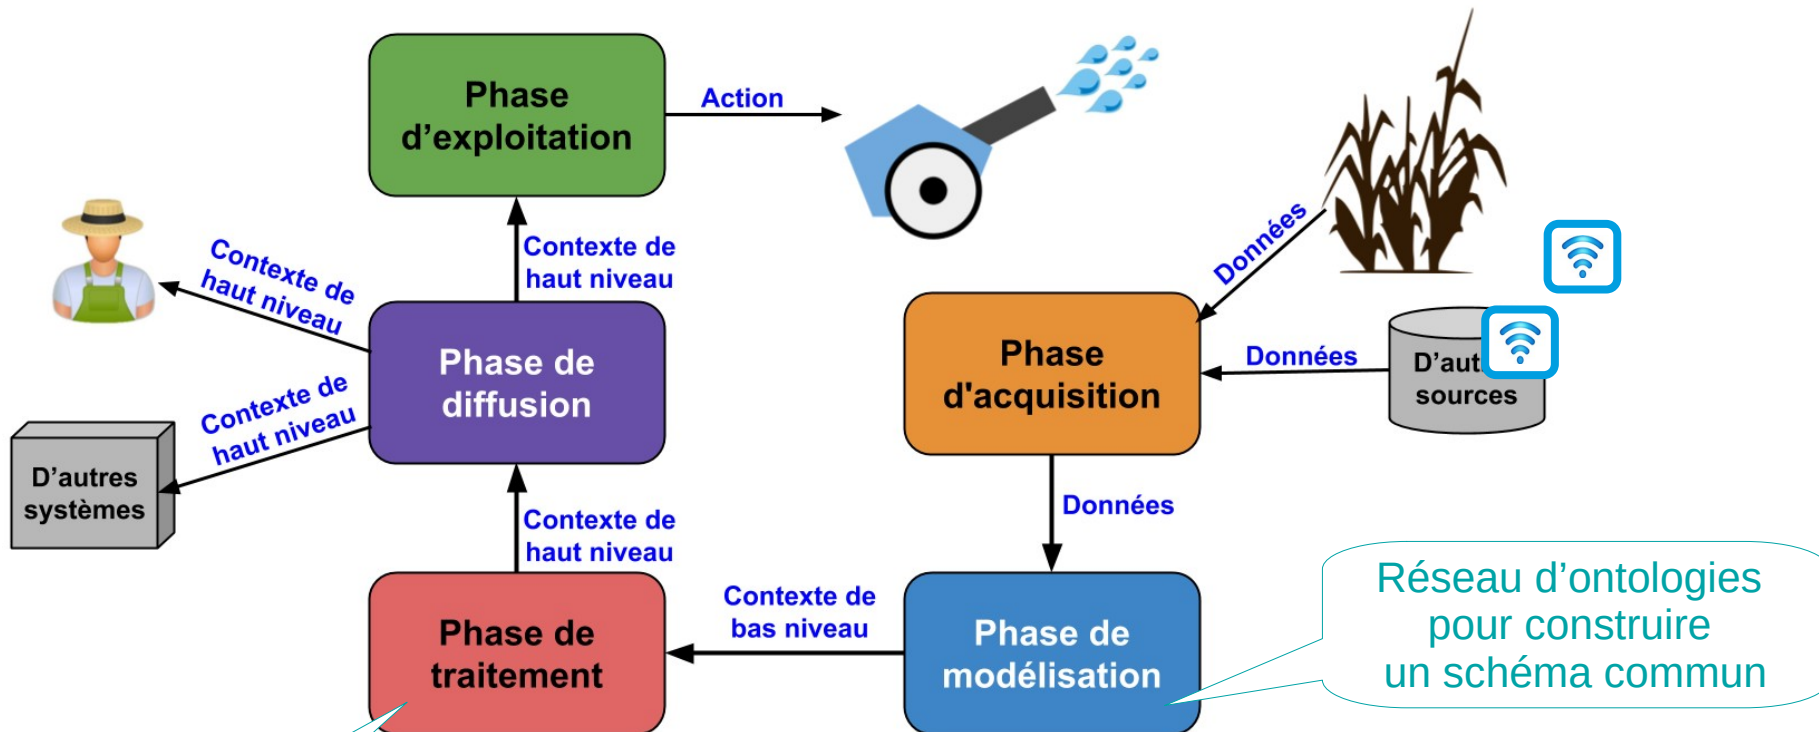 Phase
d'exploitation
Action
Contexte de
haut niveau
Contexte de
haut niveau
Données
Phase de
diffusion
Phase
d'acquisition
Données
sources
Contexte de
haut niveau
D'autres
systèmes
Contexte de
haut niveau
Données
Phase de
traitement
Contexte de
bas niveau
Phase de
modélisation
Réseau d'ontologies
pour construire
un schéma commun